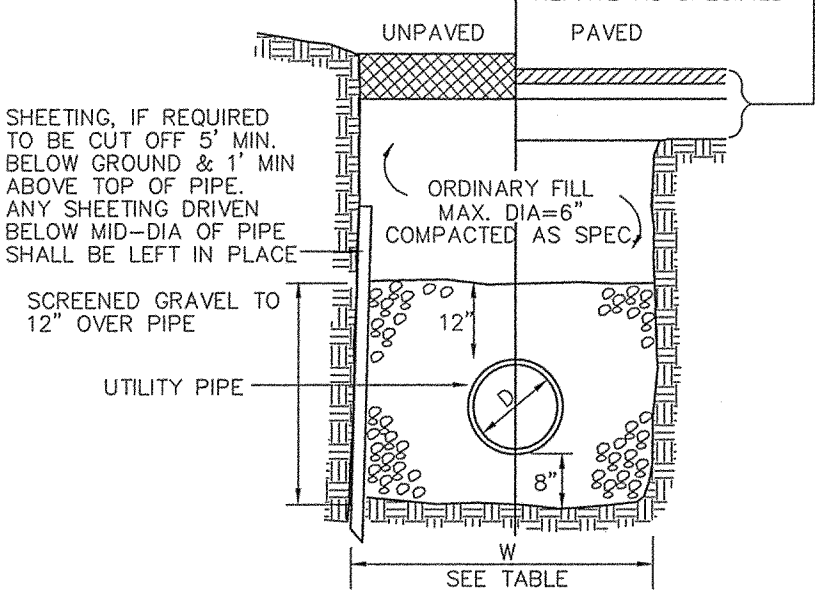 UNPAVED
PAVED
SHEETING, IF REQUIRED
TO BE CUT OFF 5' MIN.
BELOW GROUND & 1' MIN
ABOVE TOP OF PIPE.
ANY SHEETING DRIVEN
BELOW MID-DIA OF PIPE
SHALL BE LEFT IN PLACE
ORDINARY FILL
MAX. DIA=6"
COMPACTED AS SPEC.
SCREENED GRAVEL TO
12" OVER PIPE
12"
UTILITY PIPE
D
8"
W
SEE TABLE